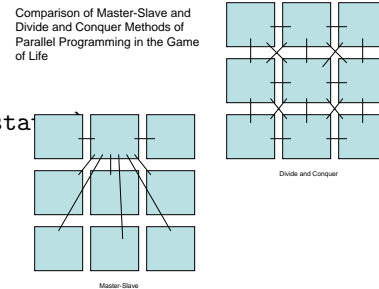 Comparison of Master-Slave and
Divide and Conquer Methods of
Parallel Programming in the Game
of Life
Divide and Conquer
Master-Slave